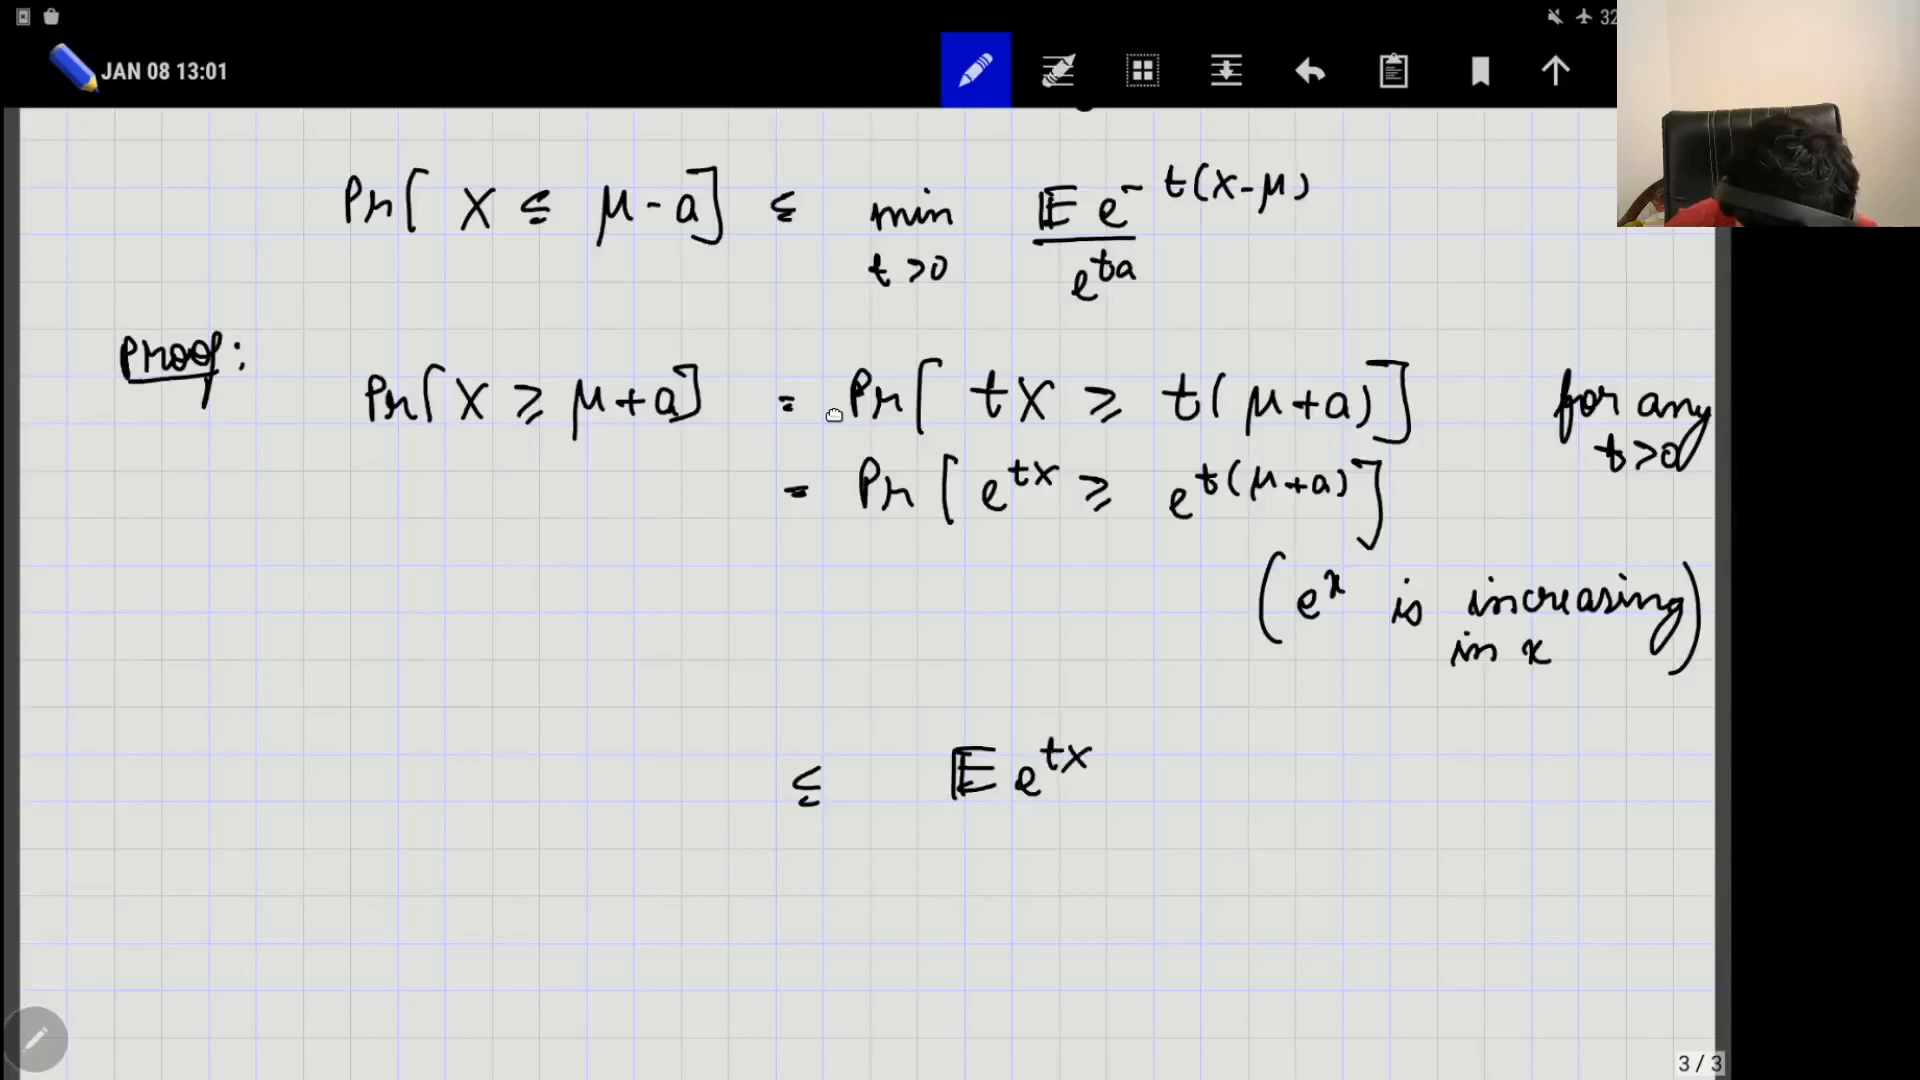 32
JAN 08 13:01
Pr[ X ≤ μ - a ] ≤ min t > 0 𝔼 e^{- t(X - μ)} / e^{ta}
Proof:
Pr[ X ≥ μ + a ] = Pr[ tX ≥ t( μ + a ) ] for any t > 0
= Pr [ e^{tX} ≥ e^{t( μ + a )} ]
( e^x is increasing in x )
≤ 𝔼 e^{tX}
3 / 3